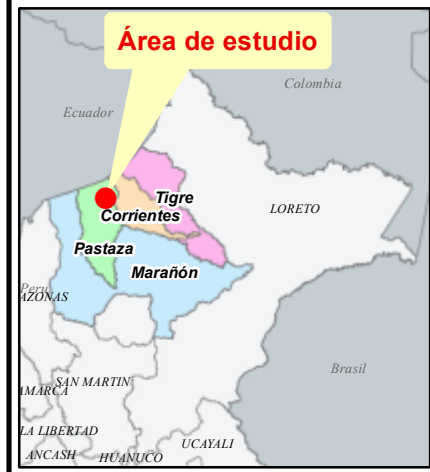 Área de estudio
Colombia
Ecuador
Tigre
Corrientes
LORETO
Pastaza
Marañón
Peru
AZONAS
Brasil
SAN MARTIN
AMARCA
LA LIBERTAD
UCAYALI
ANCASH
HUANUCO